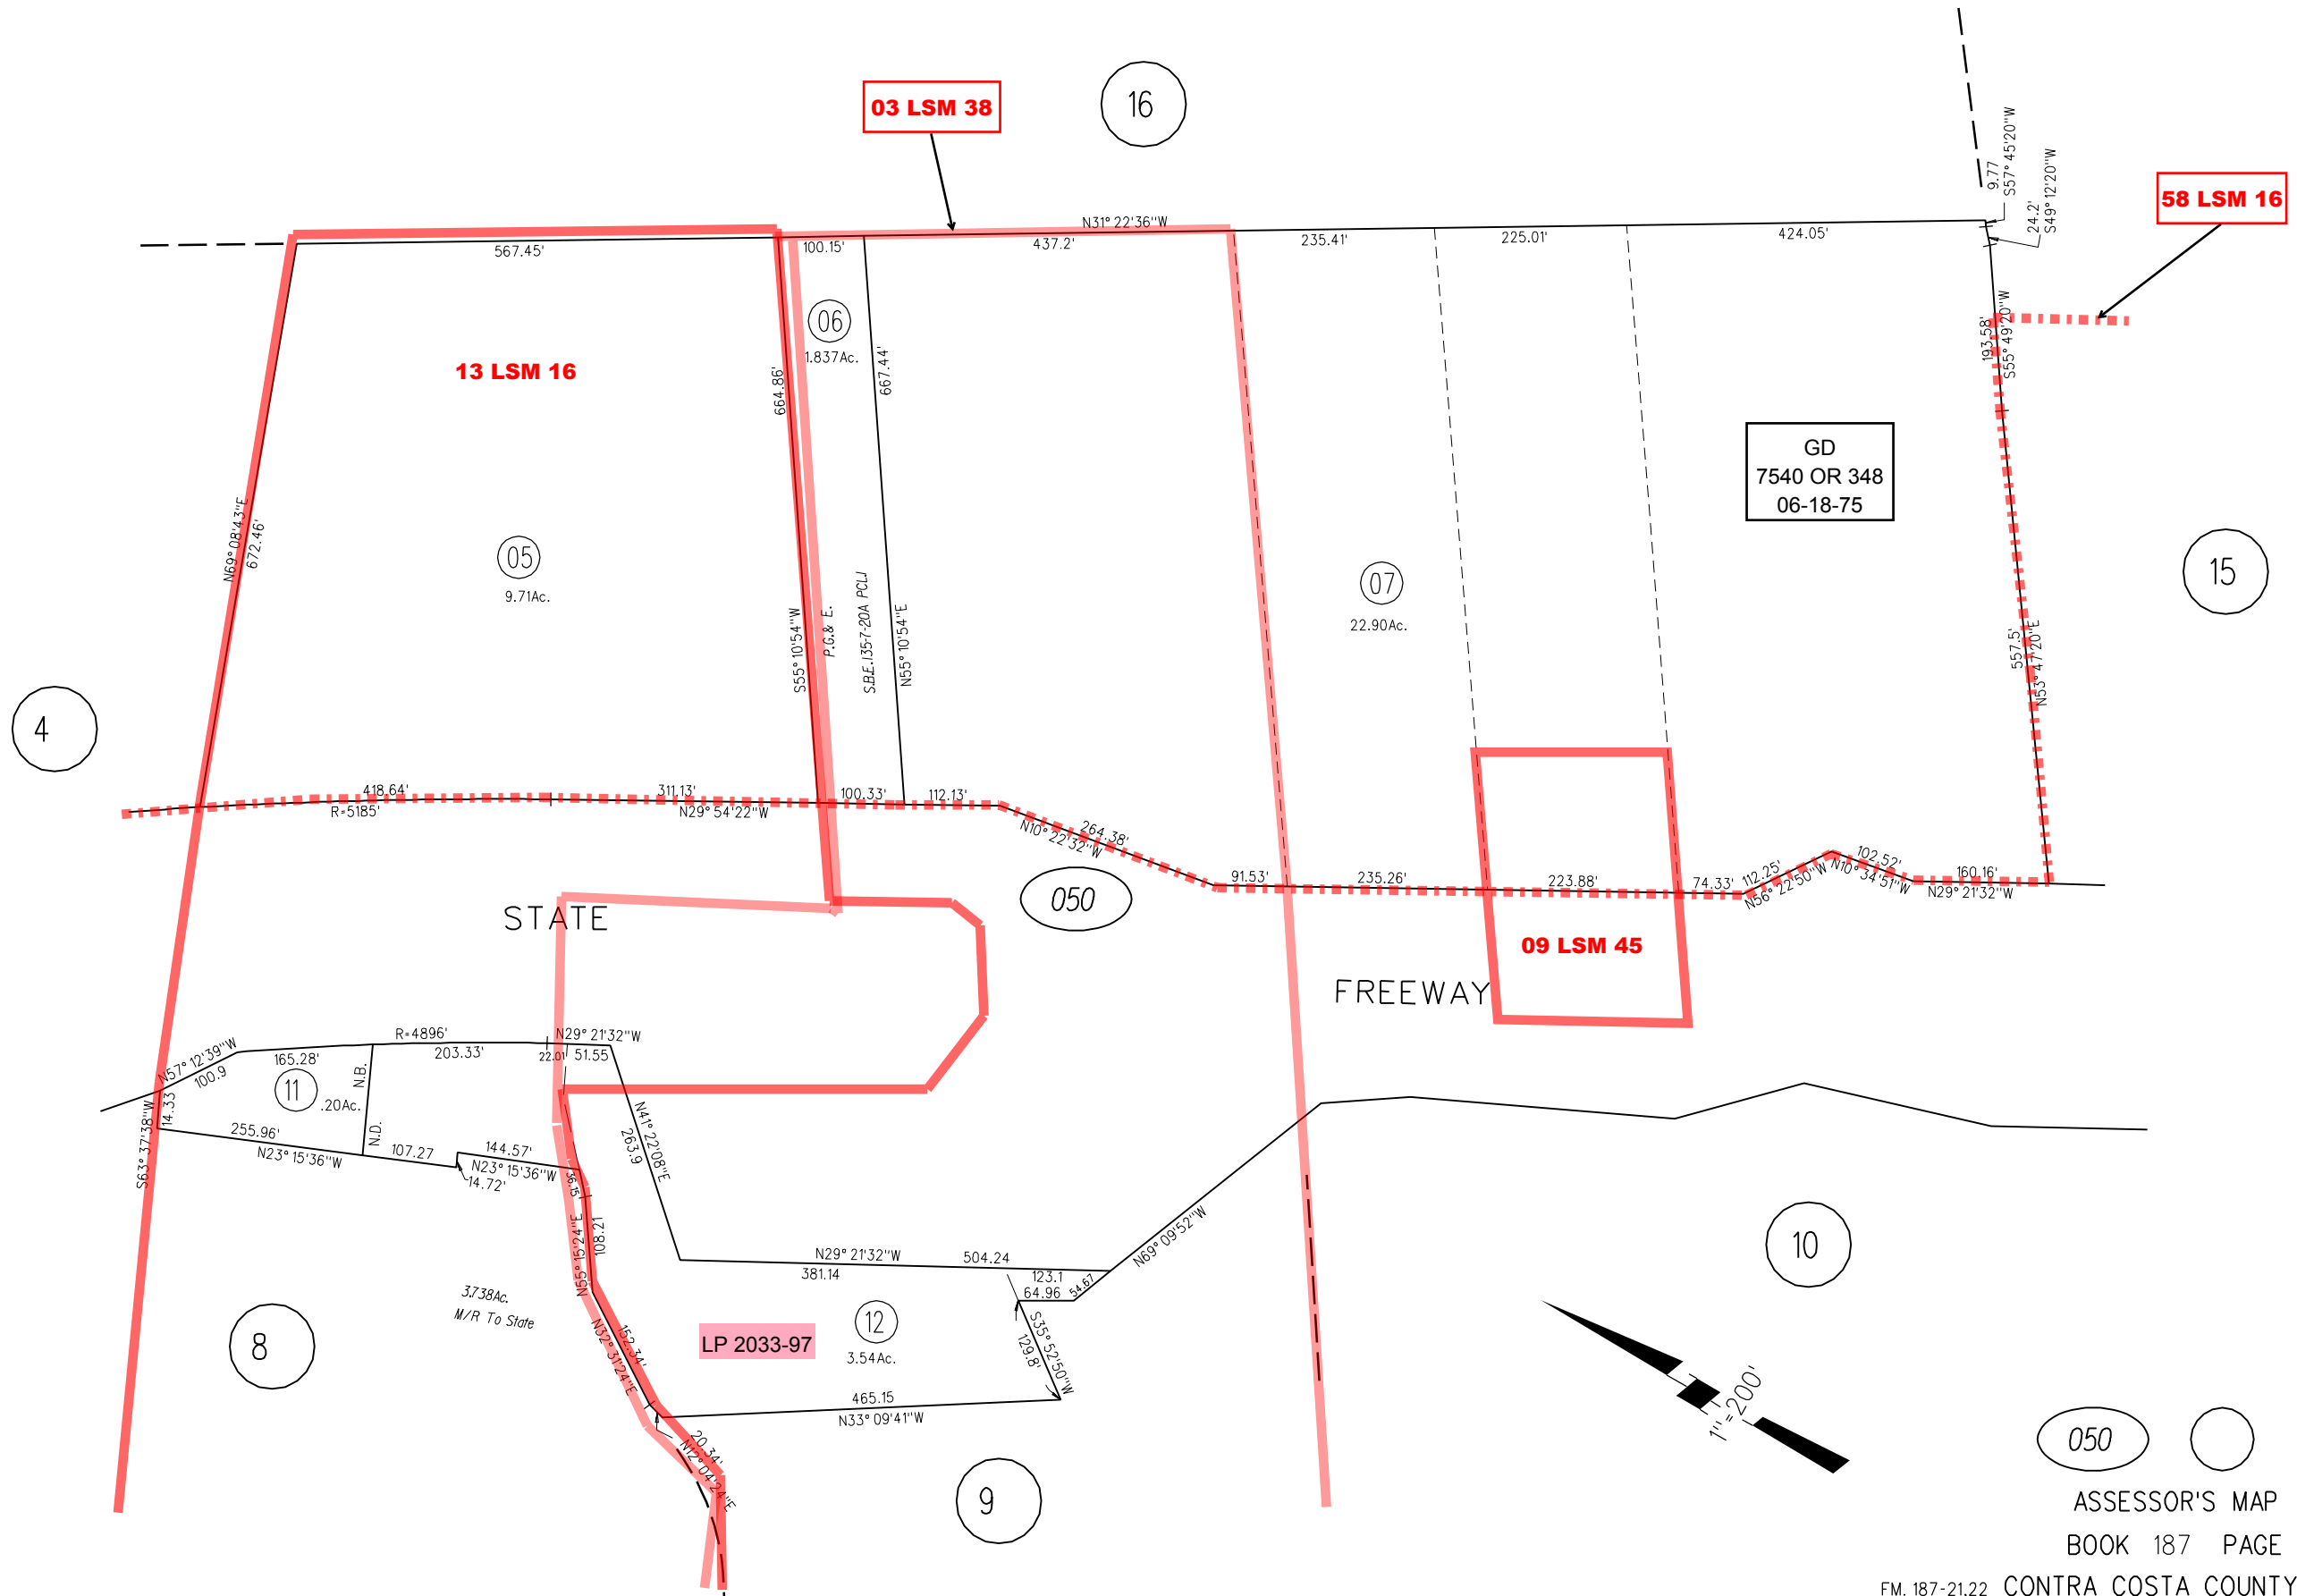 03 LSM 38
16
9.77
S57°45'20"W
24.2'
S49°12'20"W
58 LSM 16
N31°22'36"W
567.45'
100.15'
437.2'
235.41'
225.01'
424.05'
06
1.837Ac.
193.58'
S55°49'20"W
13 LSM 16
664.86'
667.44'
GD
7540 OR 348
06-18-75
N69°08'43"E
672.46'
05
9.71Ac.
07
22.90Ac.
15
S55°10'54"W
P.G.& E.
S.B.E.135-7-20A PCL.1
N55°10'54"E
557.5'
N53°47'20"E
4
418.64'
R=5185'
311.13'
N29°54'22"W
100.33'
112.13'
264.38'
N10°22'32"W
91.53'
235.26'
223.88'
74.33'
112.25'
N56°22'50"W
102.52'
N10°34'51"W
160.16'
N29°21'32"W
050
STATE
09 LSM 45
FREEWAY
N57°12'39"W
100.9
R=4896'
165.28'
203.33'
N29°21'32"W
22.01'
51.55
11
.20Ac.
N.B.
N.D.
14.33
S63°37'38"W
255.96'
N23°15'36"W
107.27
144.57'
N23°15'36"W
14.72'
39.15
N41°22'08"E
263.9
N55°15'24"E
108.21
N29°21'32"W
504.24
381.14
123.1
64.96
54.67
N69°09'52"W
10
3.738Ac.
M/R To State
8
N32°31'24"E
152.34'
LP 2033-97
12
3.54Ac.
S35°52'50"W
129.8'
465.15
N33°09'41"W
20.34'
N12°04'24"E
9
1"=200'
050
ASSESSOR'S MAP
BOOK 187 PAGE
FM. 187-21,22 CONTRA COSTA COUNTY